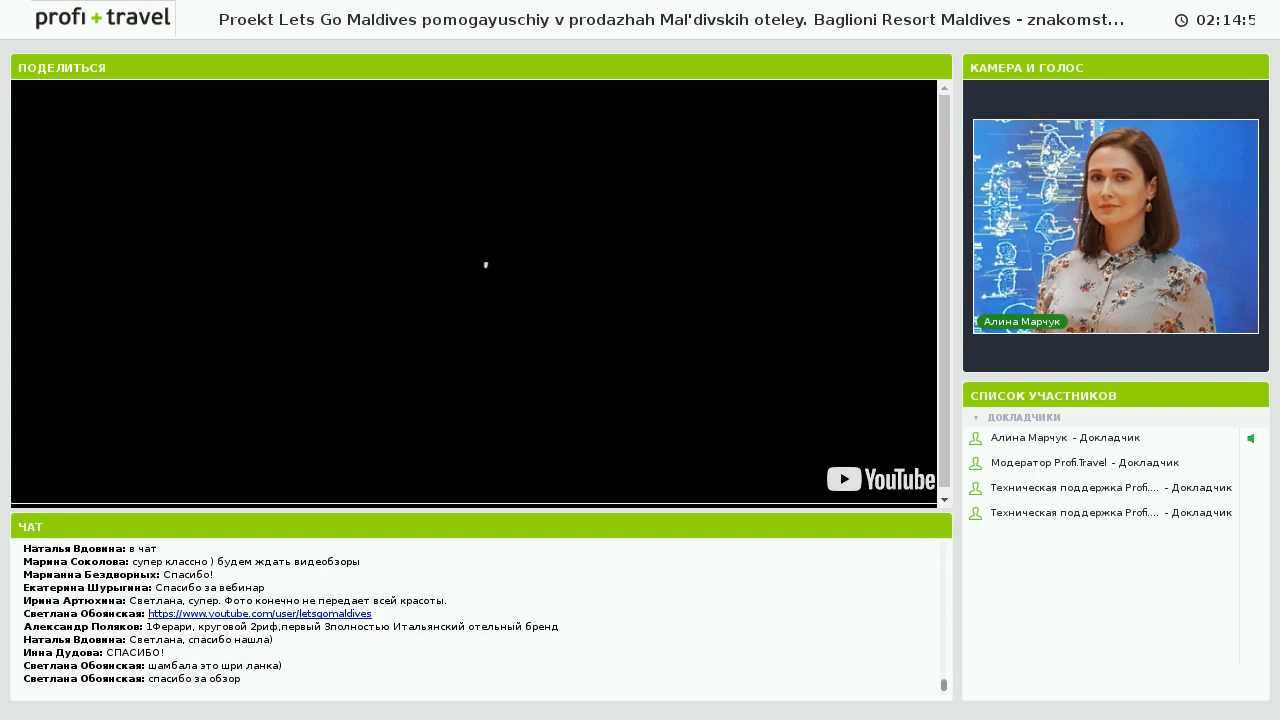 profi + travel
Proekt Lets Go Maldives pomogayuschiy v prodazhah Mal'divskih oteley. Baglioni Resort Maldives - znakomst...
02:14:5
ПОДЕЛИТЬСЯ
YouTube
КАМЕРА И ГОЛОС
Алина Марчук
СПИСОК УЧАСТНИКОВ
ДОКЛАДЧИКИ
Алина Марчук - Докладчик
Модератор Profi.Travel - Докладчик
Техническая поддержка Profi.... - Докладчик
Техническая поддержка Profi.... - Докладчик
ЧАТ
Наталья Вдовина: в чат
Марина Соколова: супер классно ) будем ждать видеобзоры
Марианна Бездворных: Спасибо!
Екатерина Шурыгина: Спасибо за вебинар
Ирина Артюхина: Светлана, супер. Фото конечно не передает всей красоты.
Светлана Обоянская: https://www.youtube.com/user/letsgomaldives
Александр Поляков: 1Ферари, круговой 2риф,первый 3полностью Итальянский отельный бренд
Наталья Вдовина: Светлана, спасибо нашла)
Инна Дудова: СПАСИБО!
Светлана Обоянская: шамбала это шри ланка)
Светлана Обоянская: спасибо за обзор